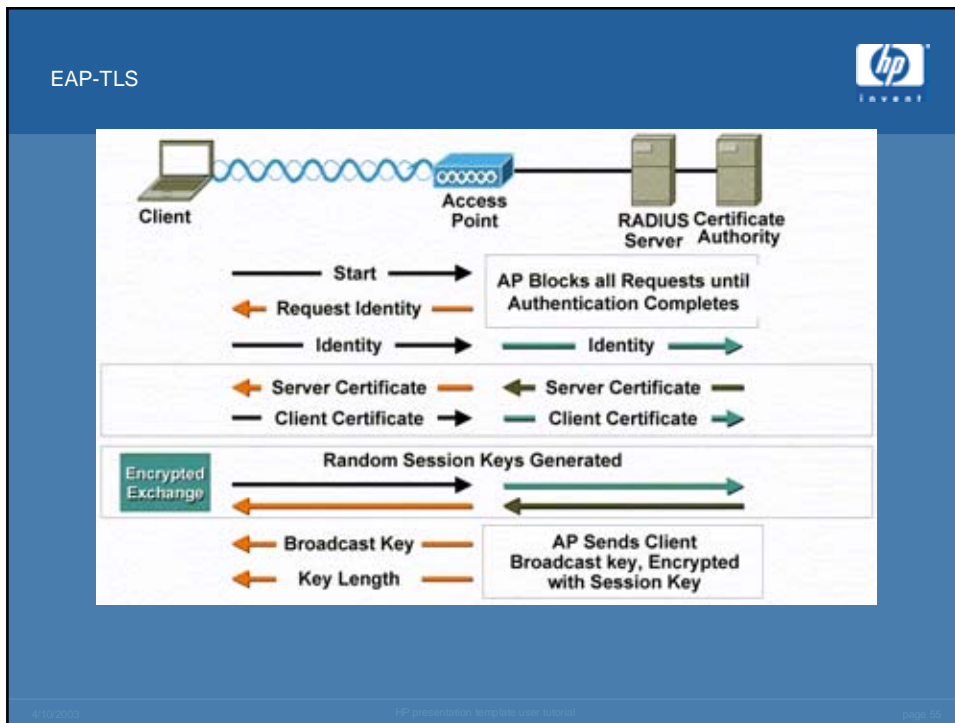 EAP-TLS
hp
invent
Client
Access
Point
RADIUS
Server
Certificate
Authority
Start
AP Blocks all Requests until
Authentication Completes
Request Identity
Identity
Identity
Server Certificate
Server Certificate
Client Certificate
Client Certificate
Encrypted
Exchange
Random Session Keys Generated
Broadcast Key
Key Length
AP Sends Client
Broadcast key, Encrypted
with Session Key
4/10/2003
HP presentation template user tutorial
page 55